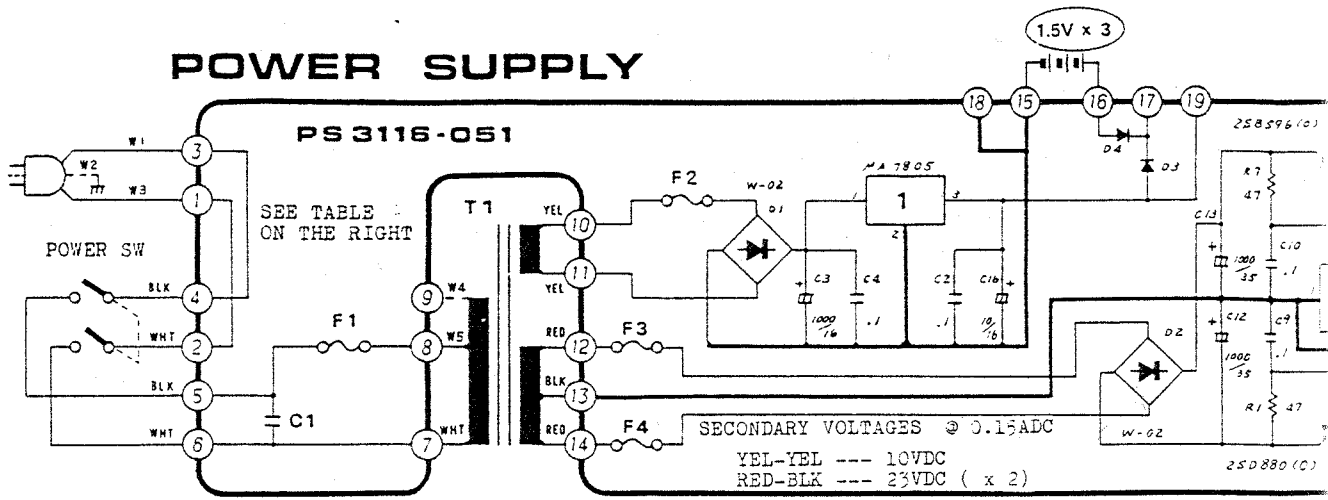 POWER SUPPLY
PS 3116-051
1.5V x 3
18 15 16 17 19
2SB596(O)
D4 D3
W1
W2
W3
3
1
SEE TABLE
ON THE RIGHT
POWER SW
BLK 4
WHT 2
BLK 5
WHT 6
F1
C1
T1
9 W4
8 W5
7 WHT
YEL 10
11
YEL
RED 12
BLK
13
RED 14
F2
F3
F4
W-02
D1
µA 7805
1 1 3
2
C3
1000/16
C4
.1
C2
.1
C16
10/16
C13
1000/35
R7
47
C10
.1
C12
1000/35
C9
.1
R1 47
D2
W-02
2SD880(O)
SECONDARY VOLTAGES @ 0.15ADC
YEL-YEL --- 10VDC
RED-BLK --- 23VDC ( x 2)